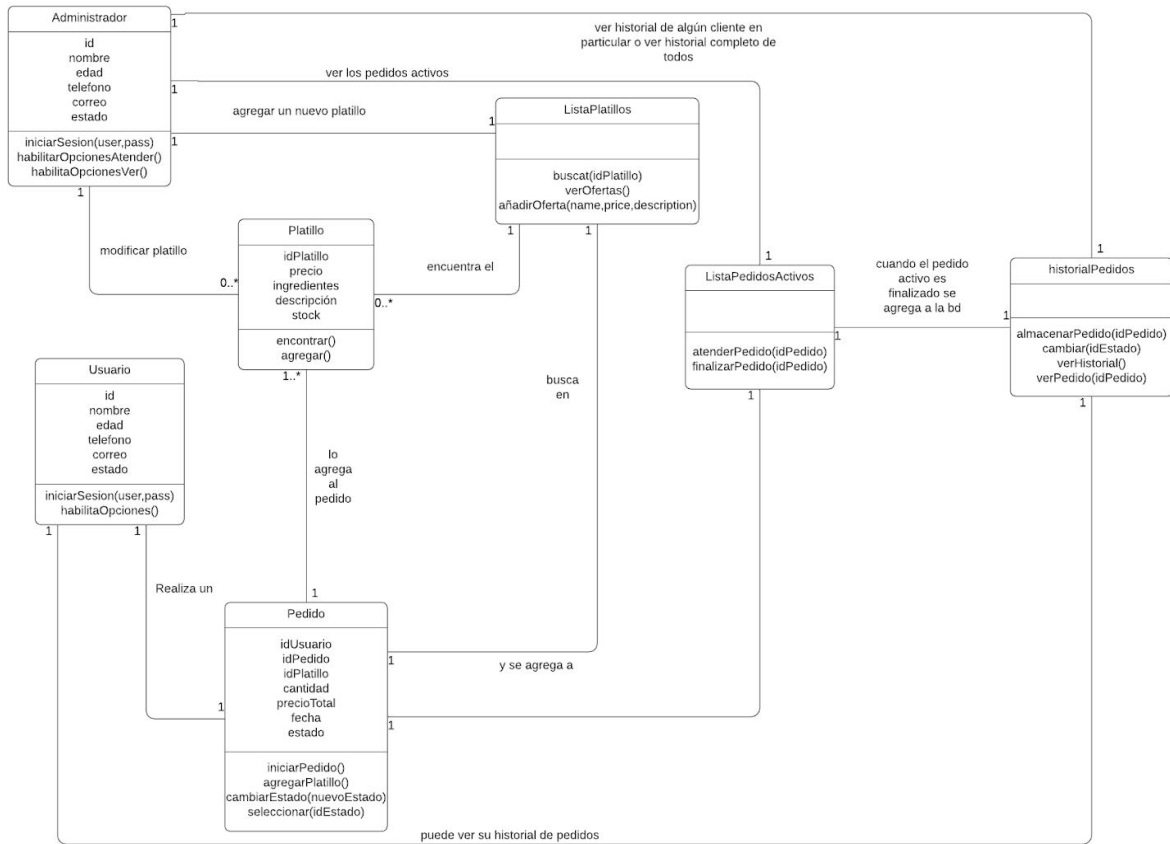 Administrador
id
nombre
edad
telefono
correo
estado
iniciarSesion(user,pass)
habilitarOpcionesAtender()
habilitaOpcionesVer()
1
1
1
1
ver historial de algún cliente en
particular o ver historial completo de
todos
ver los pedidos activos
agregar un nuevo platillo
1
ListaPlatillos
buscat(idPlatillo)
verOfertas()
añadirOferta(name,price,description)
1
1
modificar platillo
0..*
Platillo
idPlatillo
precio
ingredientes
descripción
stock
encontrar()
agregar()
1..*
0..*
encuentra el
1
ListaPedidosActivos
atenderPedido(idPedido)
finalizarPedido(idPedido)
1
1
cuando el pedido
activo es
finalizado se
agrega a la bd
1
1
historialPedidos
almacenarPedido(idPedido)
cambiar(idEstado)
verHistorial()
verPedido(idPedido)
1
Usuario
id
nombre
edad
telefono
correo
estado
iniciarSesion(user,pass)
habilitaOpciones()
1
1
busca
en
lo
agrega
al
pedido
Realiza un
1
1
Pedido
idUsuario
idPedido
idPlatillo
cantidad
precioTotal
fecha
estado
iniciarPedido()
agregarPlatillo()
cambiarEstado(nuevoEstado)
seleccionar(idEstado)
1
1
y se agrega a
puede ver su historial de pedidos